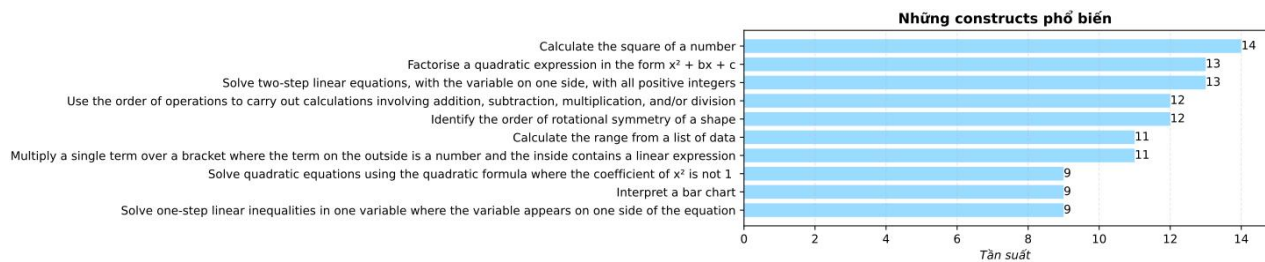 Những constructs phổ biến
Calculate the square of a number
14
Factorise a quadratic expression in the form x² + bx + c
13
Solve two-step linear equations, with the variable on one side, with all positive integers
13
Use the order of operations to carry out calculations involving addition, subtraction, multiplication, and/or division
12
Identify the order of rotational symmetry of a shape
12
Calculate the range from a list of data
11
Multiply a single term over a bracket where the term on the outside is a number and the inside contains a linear expression
11
Solve quadratic equations using the quadratic formula where the coefficient of x² is not 1
9
Interpret a bar chart
9
Solve one-step linear inequalities in one variable where the variable appears on one side of the equation
9
0 2 4 6 8 10 12 14
Tần suất